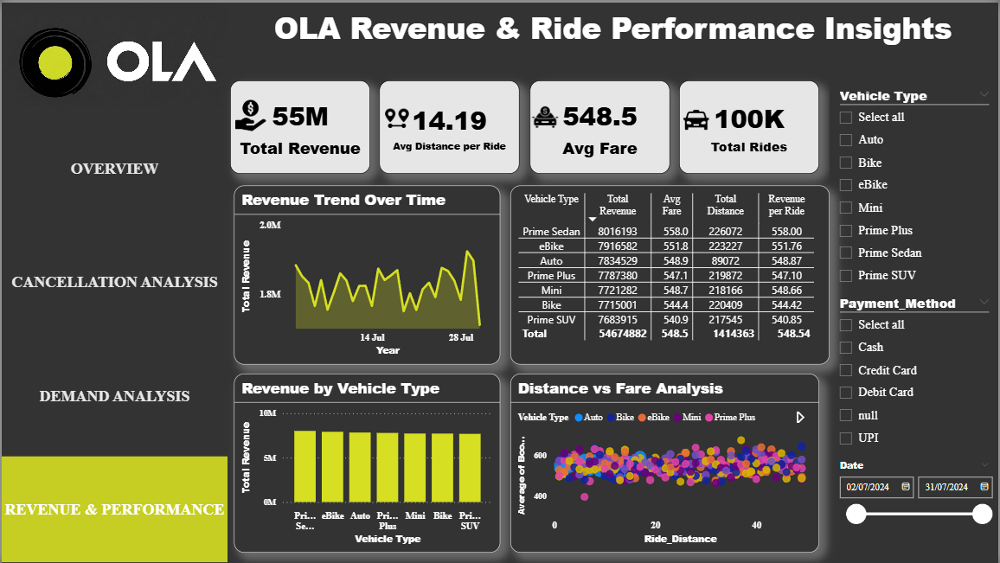 OLA Revenue & Ride Performance Insights
OLA
OVERVIEW
CANCELLATION ANALYSIS
DEMAND ANALYSIS
REVENUE & PERFORMANCE
55M
Total Revenue
14.19
Avg Distance per Ride
548.5
Avg Fare
100K
Total Rides
Revenue Trend Over Time
Total Revenue
2.0M
1.8M
14 Jul 28 Jul
Year
Vehicle Type Total Revenue Avg Fare Total Distance Revenue per Ride
Prime Sedan 8016193 558.0 226072 558.00
eBike 7916582 551.8 223227 551.76
Auto 7834529 548.9 89072 548.87
Prime Plus 7787380 547.1 219872 547.10
Mini 7721282 548.7 218166 548.66
Bike 7715001 544.4 220409 544.42
Prime SUV 7683915 540.9 217545 540.85
Total 54674882 548.5 1414363 548.54
Revenue by Vehicle Type
Total Revenue
10M
5M
0M
Pri... eBike Auto Pri... Mini Bike Pri...
Se... Plus SUV
Vehicle Type
Distance vs Fare Analysis
Vehicle Type Auto Bike eBike Mini Prime Plus
Average of Boo...
600
400
0 20 40
Ride_Distance
Vehicle Type
Select all
Auto
Bike
eBike
Mini
Prime Plus
Prime Sedan
Prime SUV
Payment_Method
Select all
Cash
Credit Card
Debit Card
null
UPI
Date
02/07/2024 31/07/2024